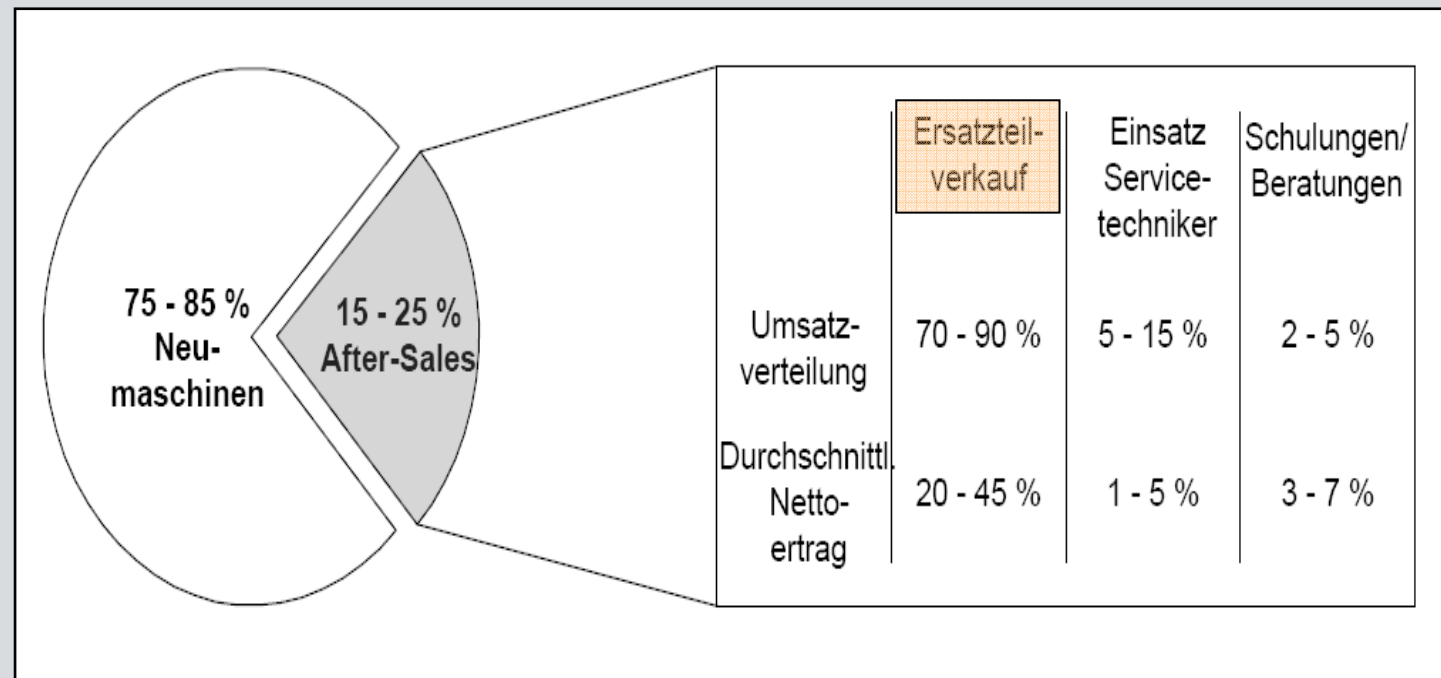 75 - 85 %
Neu-
maschinen
15 - 25 %
After-Sales
Ersatzteil-
verkauf
Einsatz
Service-
techniker
Schulungen/
Beratungen
Umsatz-
verteilung
70 - 90 %
5 - 15 %
2 - 5 %
Durchschnittl.
Netto-
ertrag
20 - 45 %
1 - 5 %
3 - 7 %